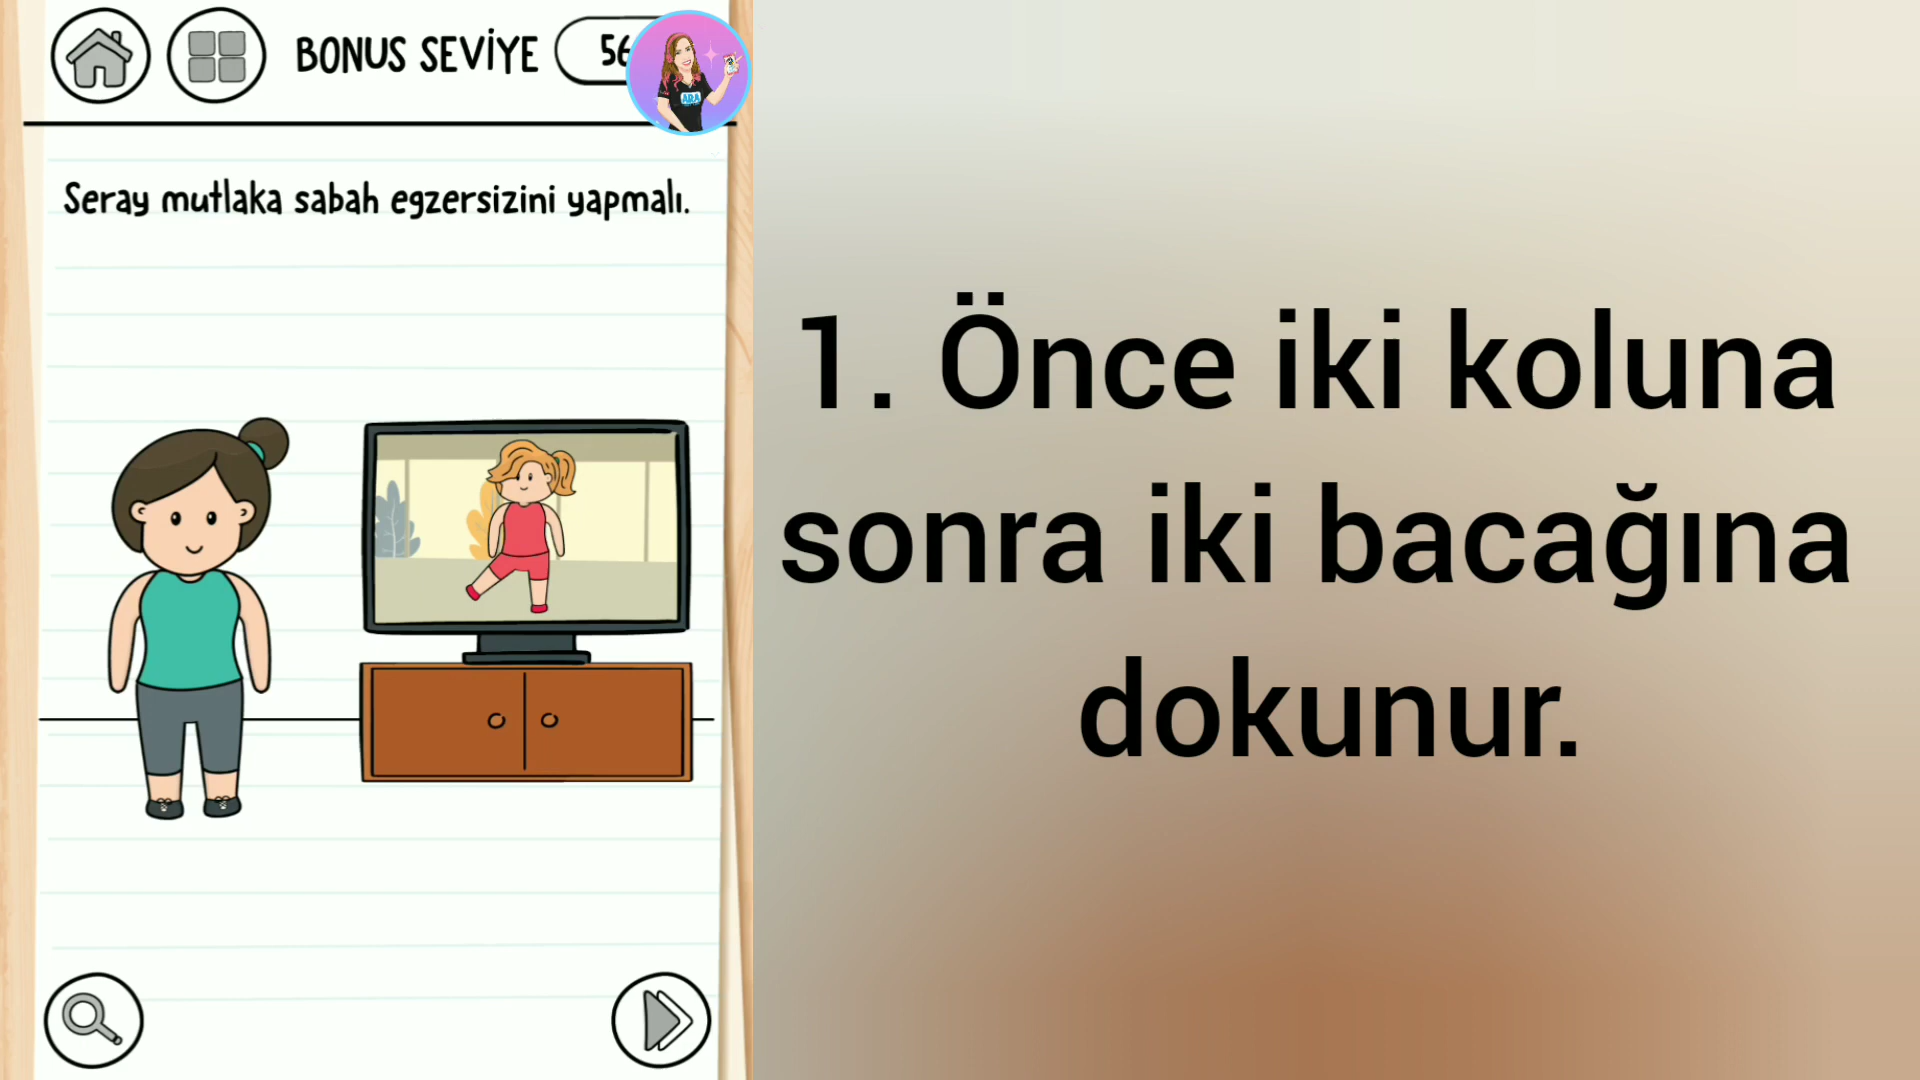 BONUS SEVİYE
Seray mutlaka sabah egzersizini yapmalı.
1. Önce iki koluna
sonra iki bacağına
dokunur.